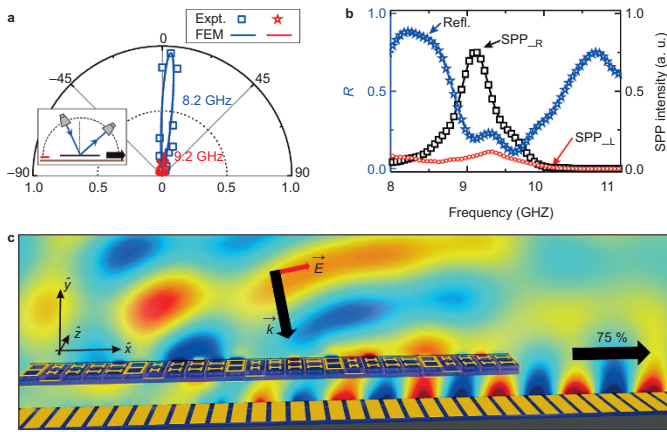 a
Expt.
FEM
0
–45
45
8.2 GHz
9.2 GHz
–90
90
1.0
0.5
0
0.5
1.0
b
1.0
0.5
0.0
R
Refl.
SPP_R
SPP_L
1.0
0.5
0.0
SPP intensity (a. u.)
8
9
10
11
Frequency (GHZ)
c
E
k
ŷ
ẑ
x̂
75 %